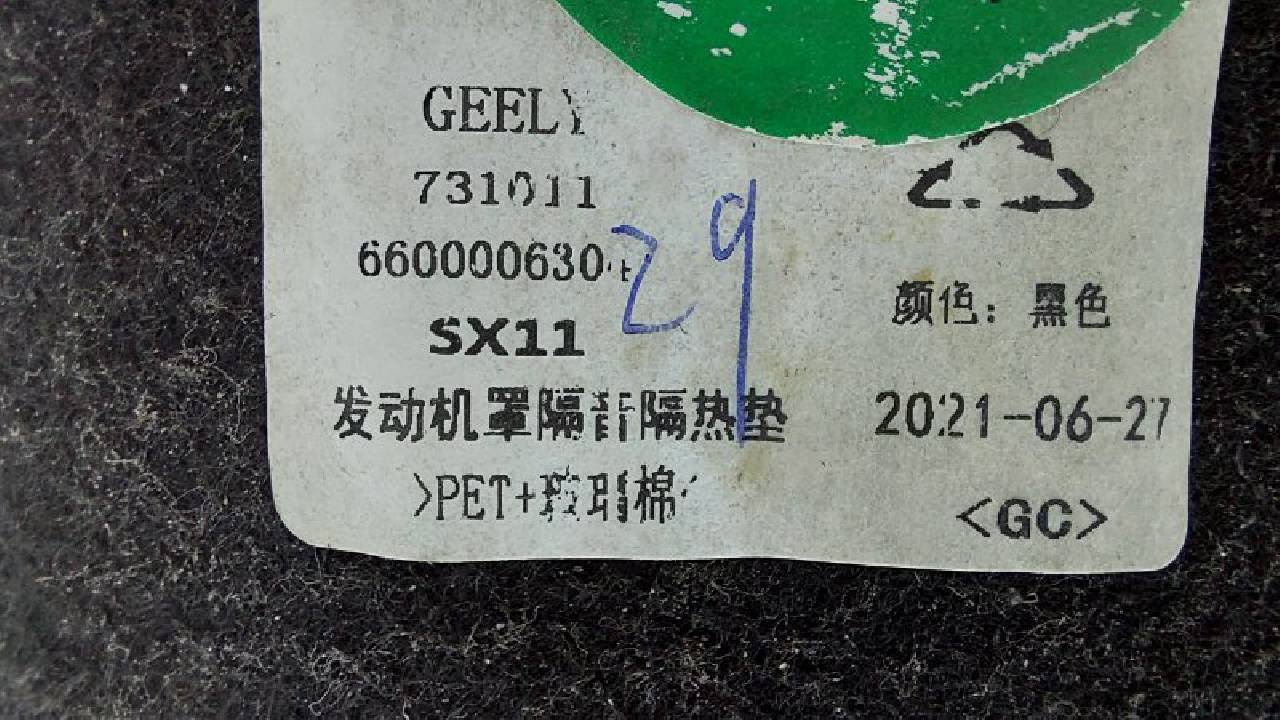 GEELY
731011
660000630
29
SX11
颜色：黑色
发动机罩隔音隔热垫
2021-06-27
>PET+玻璃棉<
<GC>